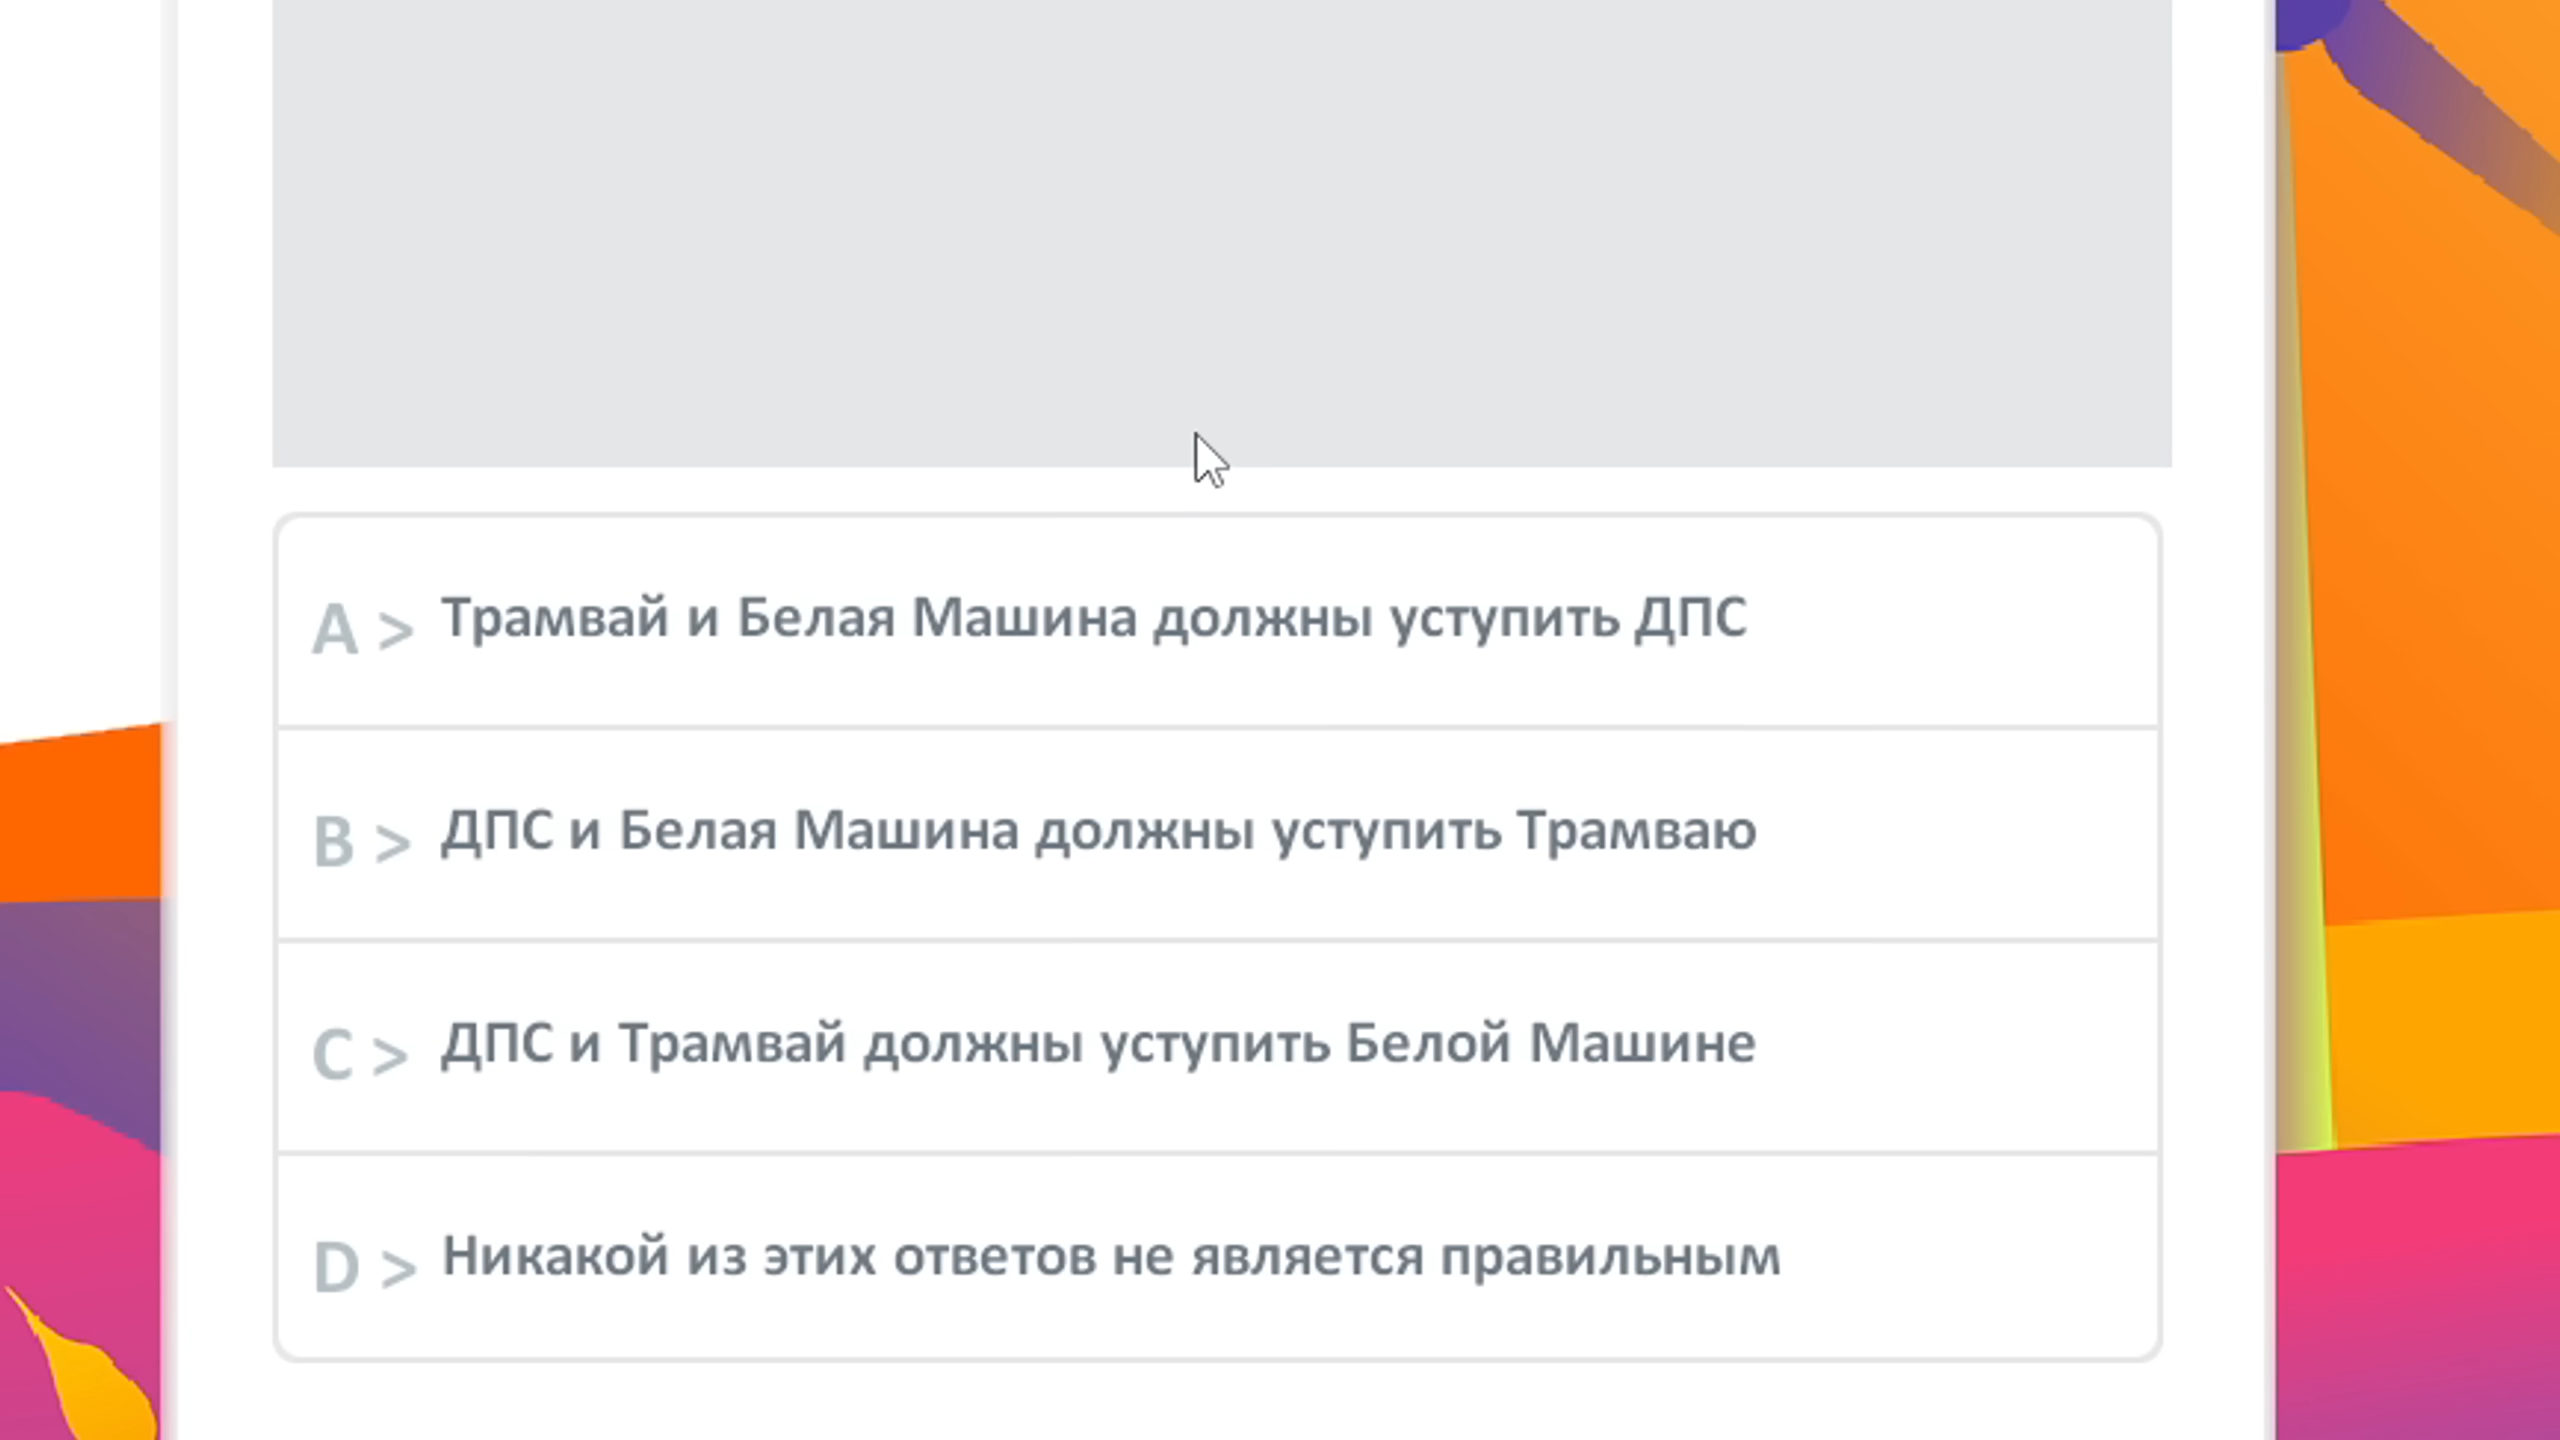 A > Трамвай и Белая Машина должны уступить ДПС
B > ДПС и Белая Машина должны уступить Трамваю
C > ДПС и Трамвай должны уступить Белой Машине
D > Никакой из этих ответов не является правильным